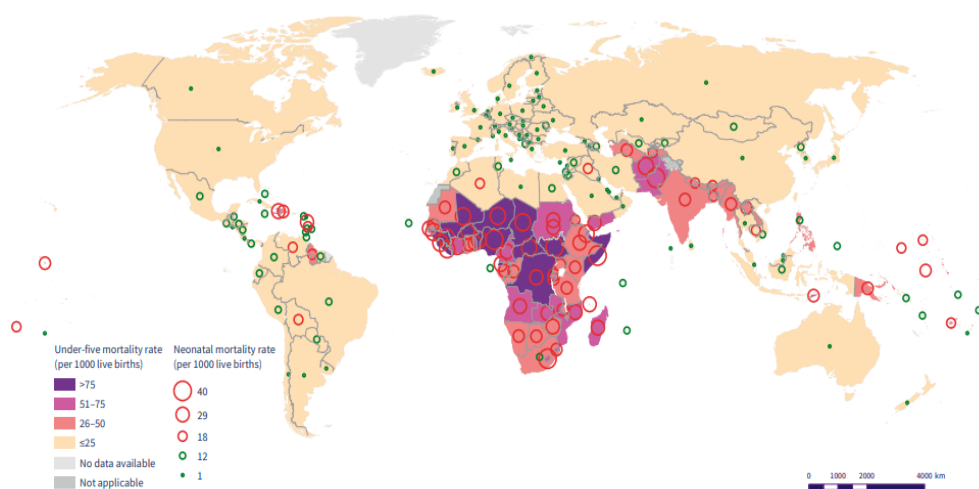 Under-five mortality rate
(per 1000 live births)
>75
51–75
26–50
≤25
No data available
Not applicable
Neonatal mortality rate
(per 1000 live births)
40
29
18
12
1
0 1000 2000 4000 km